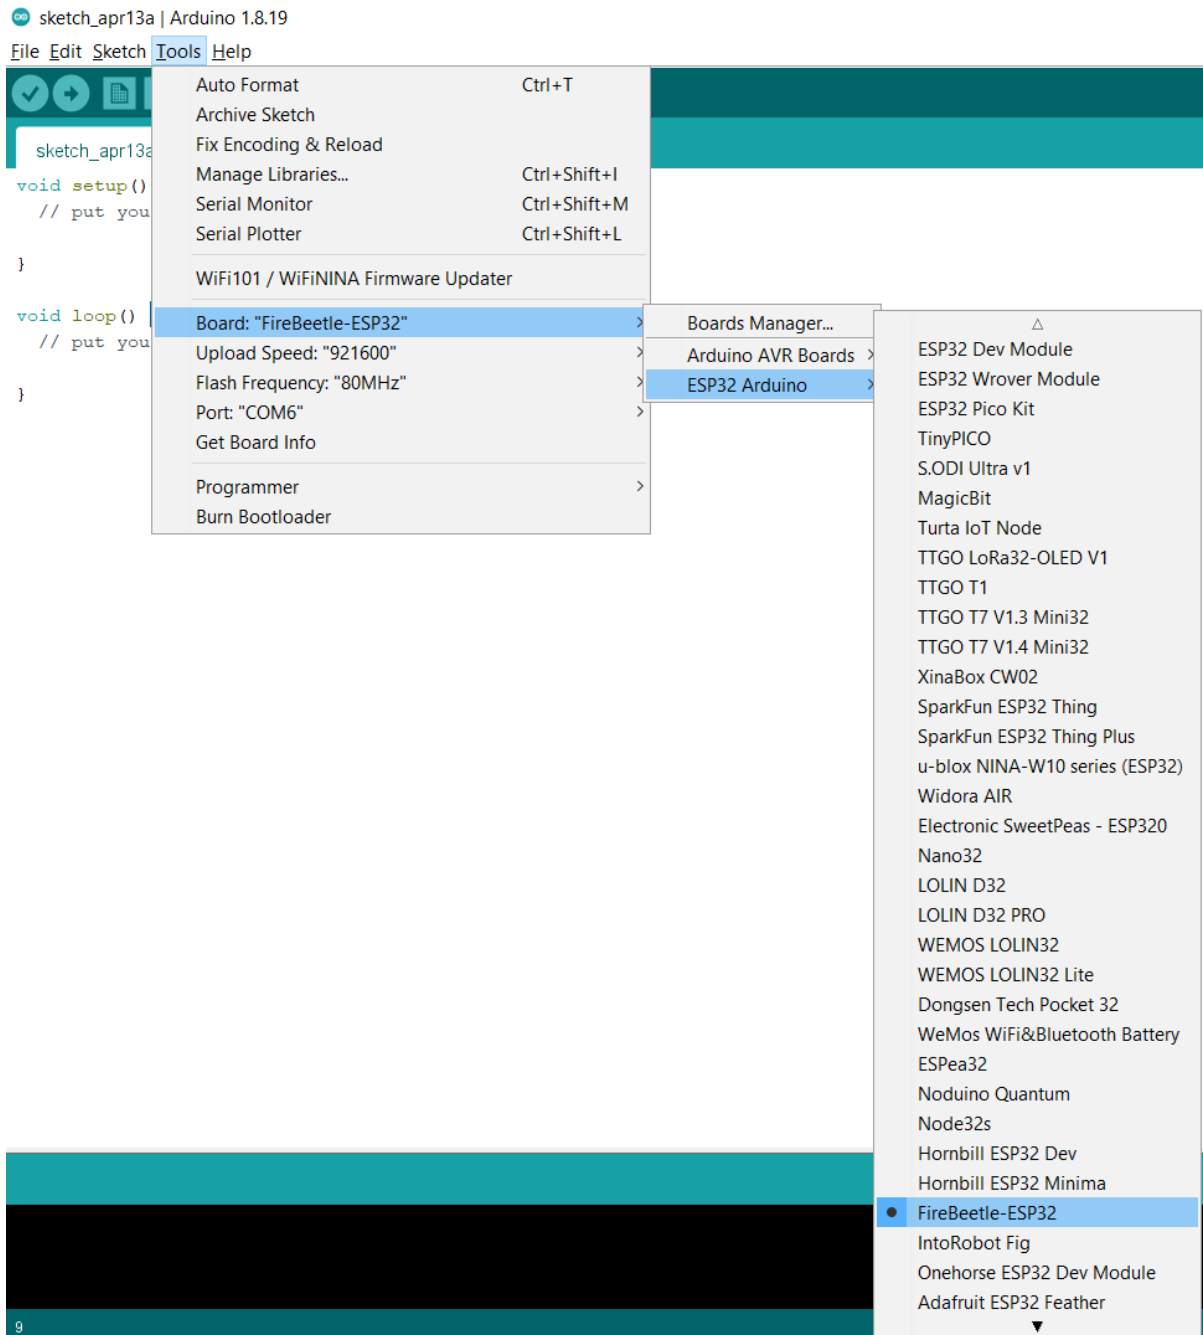 sketch_apr13a | Arduino 1.8.19
File Edit Sketch Tools Help
sketch_apr13a
void setup()
// put you
}
void loop()
// put you
}
Auto Format Ctrl+T
Archive Sketch
Fix Encoding & Reload
Manage Libraries... Ctrl+Shift+I
Serial Monitor Ctrl+Shift+M
Serial Plotter Ctrl+Shift+L
WiFi101 / WiFiNINA Firmware Updater
Board: "FireBeetle-ESP32"
Upload Speed: "921600"
Flash Frequency: "80MHz"
Port: "COM6"
Get Board Info
Programmer
Burn Bootloader
Boards Manager...
Arduino AVR Boards
ESP32 Arduino
ESP32 Dev Module
ESP32 Wrover Module
ESP32 Pico Kit
TinyPICO
S.ODI Ultra v1
MagicBit
Turta IoT Node
TTGO LoRa32-OLED V1
TTGO T1
TTGO T7 V1.3 Mini32
TTGO T7 V1.4 Mini32
XinaBox CW02
SparkFun ESP32 Thing
SparkFun ESP32 Thing Plus
u-blox NINA-W10 series (ESP32)
Widora AIR
Electronic SweetPeas - ESP320
Nano32
LOLIN D32
LOLIN D32 PRO
WEMOS LOLIN32
WEMOS LOLIN32 Lite
Dongsen Tech Pocket 32
WeMos WiFi&Bluetooth Battery
ESPea32
Noduino Quantum
Node32s
Hornbill ESP32 Dev
Hornbill ESP32 Minima
FireBeetle-ESP32
IntoRobot Fig
Onehorse ESP32 Dev Module
Adafruit ESP32 Feather
9